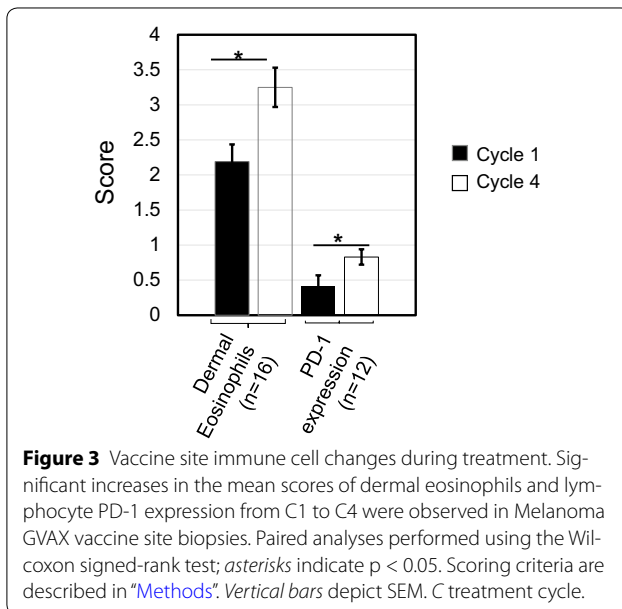 4
3.5
*
3
2.5
Cycle 1
Score
2
Cycle 4
1.5
*
1
0.5
0
Dermal
Eosinophils
(n=16)
PD-1
expression
(n=12)
Figure 3 Vaccine site immune cell changes during treatment. Sig-
nificant increases in the mean scores of dermal eosinophils and lym-
phocyte PD-1 expression from C1 to C4 were observed in Melanoma
GVAX vaccine site biopsies. Paired analyses performed using the Wil-
coxon signed-rank test; asterisks indicate p < 0.05. Scoring criteria are
described in “Methods”. Vertical bars depict SEM. C treatment cycle.